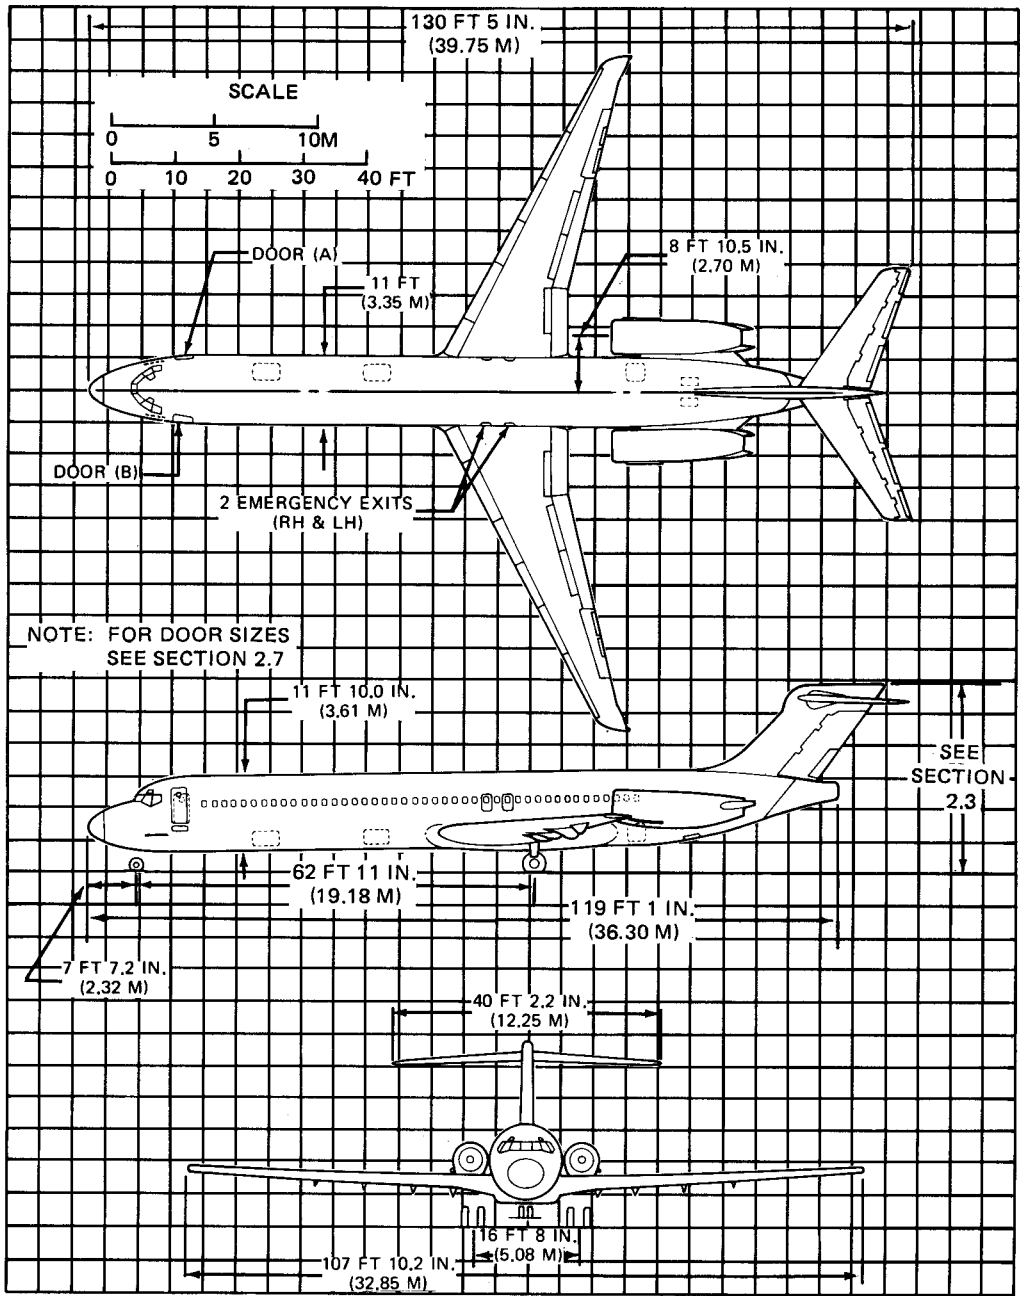 130 FT 5 IN.
(39.75 M)
SCALE
0 5 10M
0 10 20 30 40 FT
DOOR (A)
11 FT
(3.35 M)
8 FT 10.5 IN.
(2.70 M)
DOOR (B)
2 EMERGENCY EXITS
(RH & LH)
NOTE: FOR DOOR SIZES
SEE SECTION 2.7
11 FT 10.0 IN.
(3.61 M)
SEE
SECTION
2.3
62 FT 11 IN.
(19.18 M)
119 FT 1 IN.
(36.30 M)
7 FT 7.2 IN.
(2.32 M)
40 FT 2.2 IN.
(12.25 M)
16 FT 8 IN.
(5.08 M)
107 FT 10.2 IN.
(32.85 M)